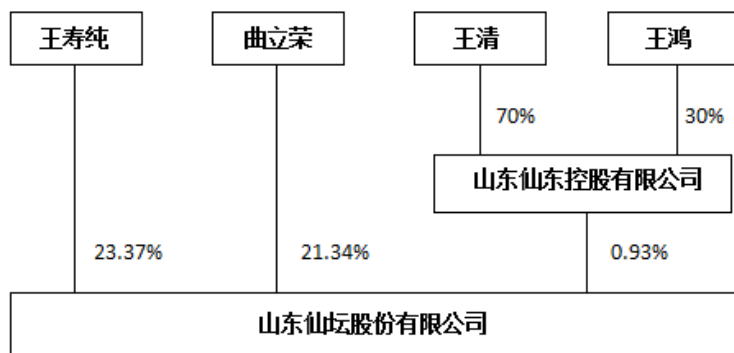 王寿纯
曲立荣
王清
王鸿
70%
30%
山东仙东控股有限公司
23.37%
21.34%
0.93%
山东仙坛股份有限公司